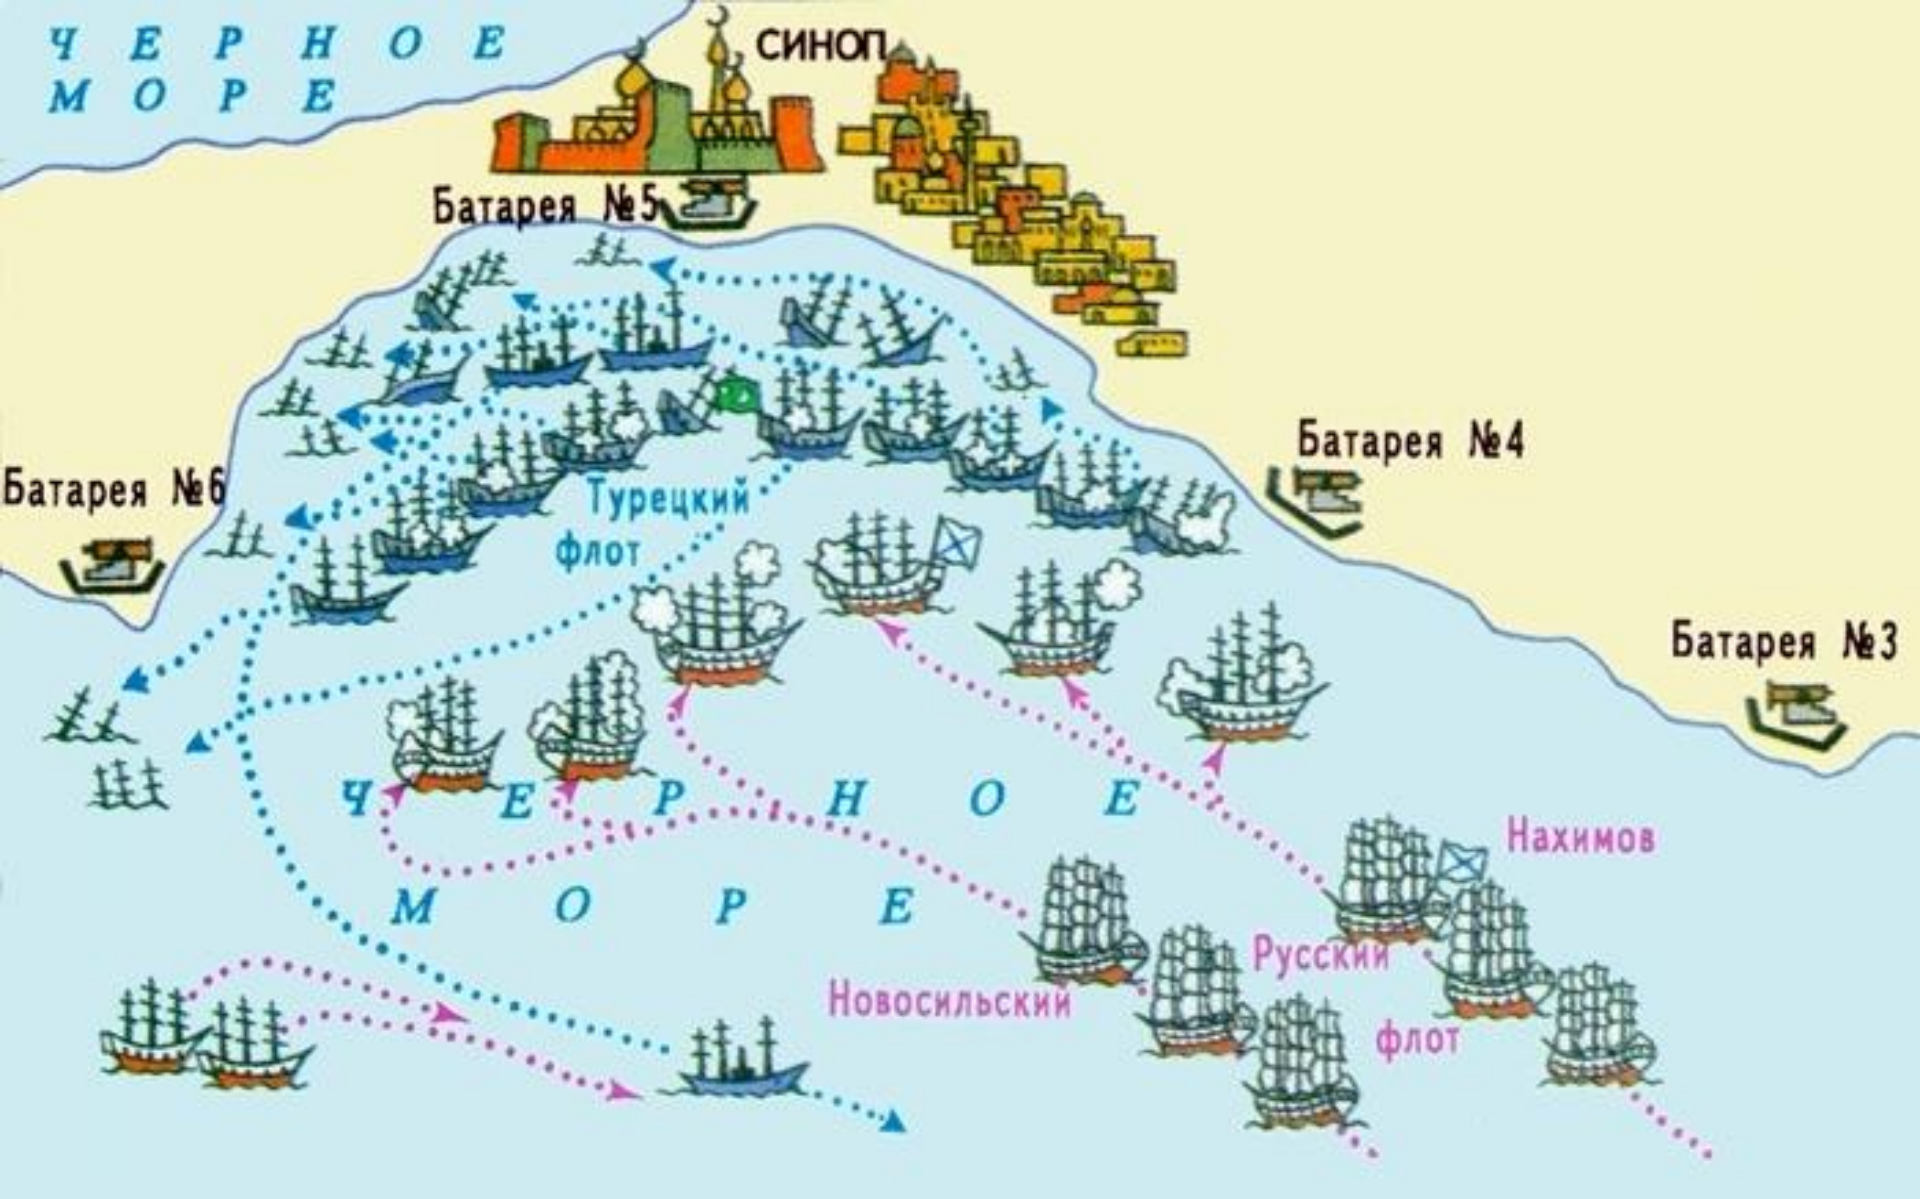 ЧЕРНОЕ
МОРЕ
СИНОП
Батарея №5
Батарея №4
Батарея №6
Турецкий
флот
Батарея №3
ЧЕРНОЕ
Нахимов
МОРЕ
Русский
Новосильский
флот